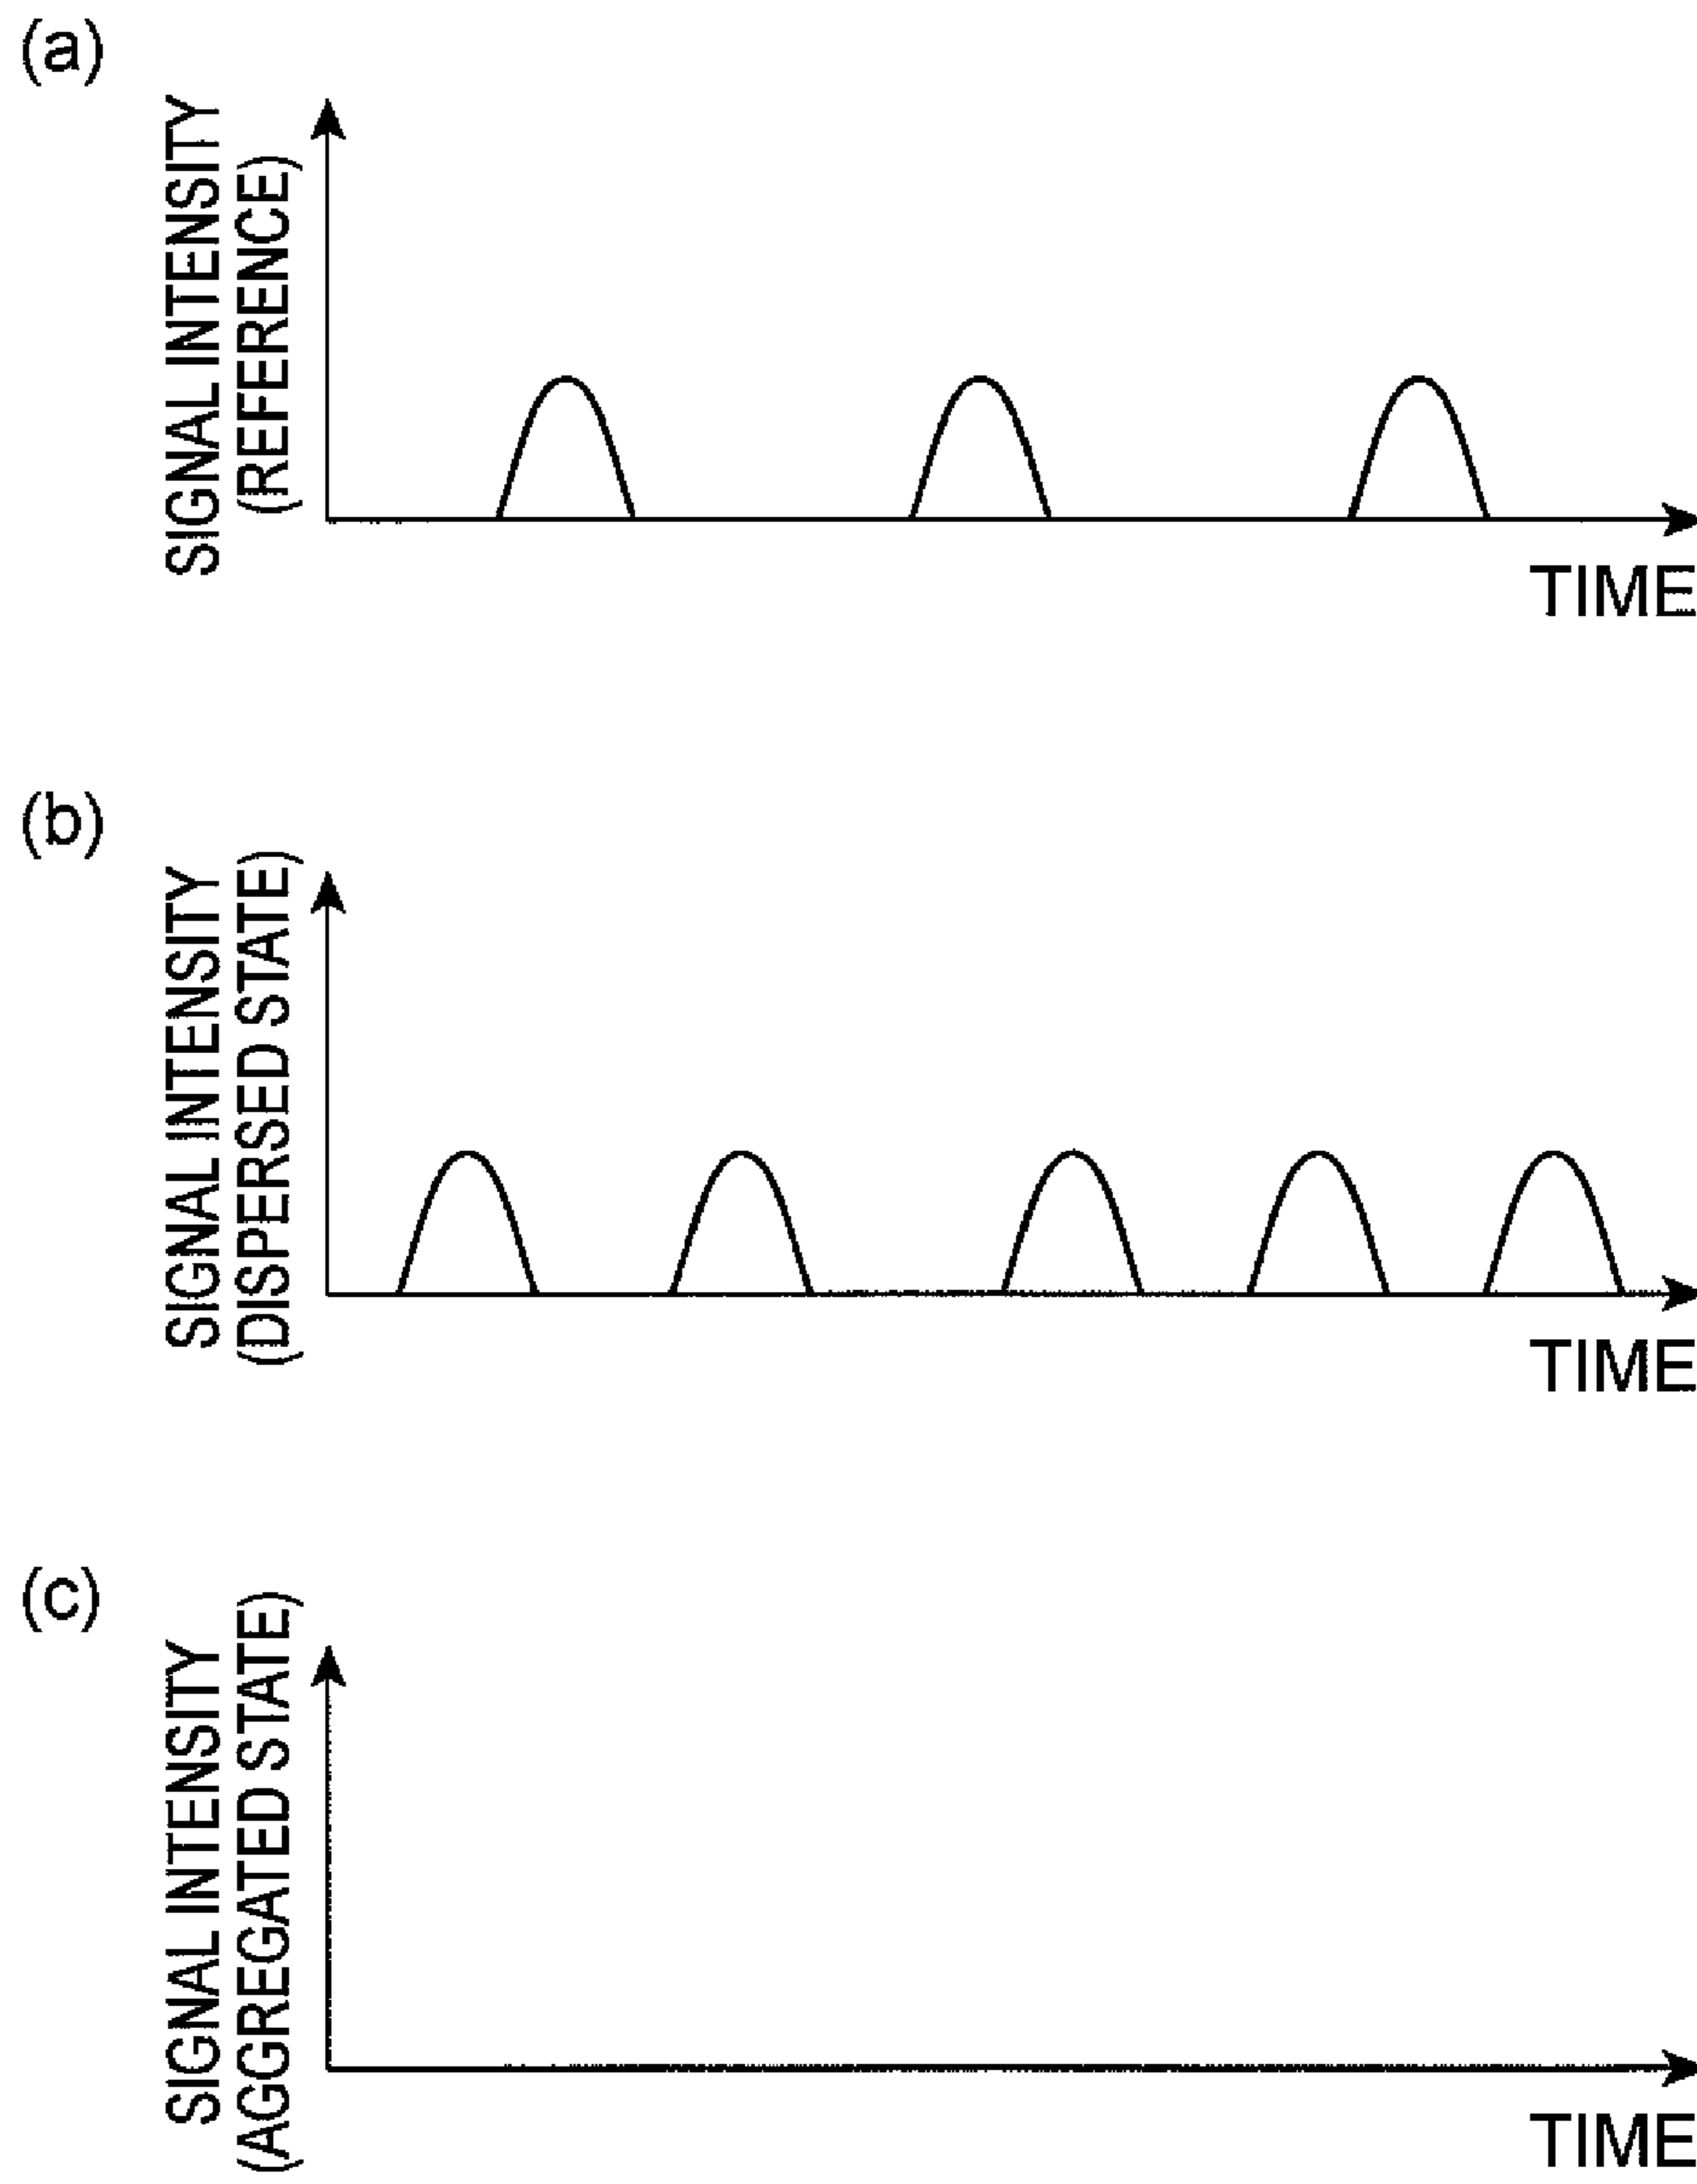 (a)
SIGNAL INTENSITY
(REFERENCE)
TIME
(b)
SIGNAL INTENSITY
(DISPERSED STATE)
TIME
(c)
SIGNAL INTENSITY
(AGGREGATED STATE)
TIME